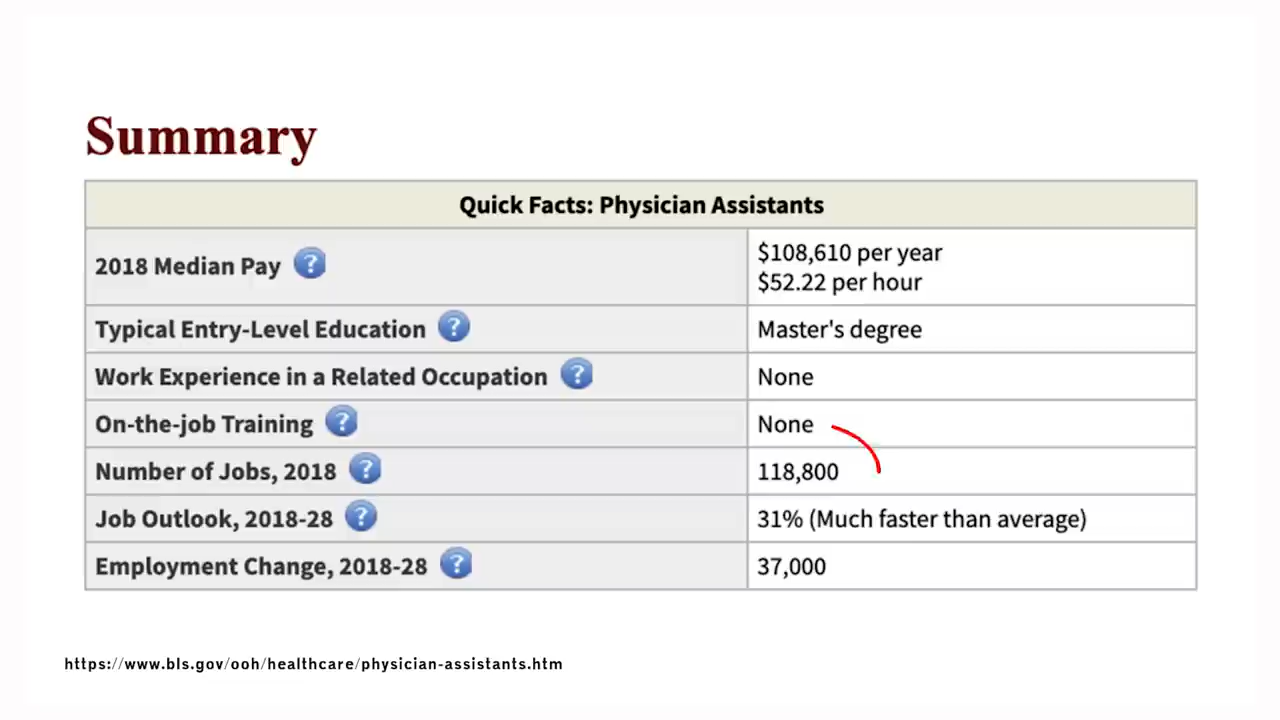 Summary
Quick Facts: Physician Assistants
2018 Median Pay ?
$108,610 per year
$52.22 per hour
Typical Entry-Level Education ?
Master's degree
Work Experience in a Related Occupation ?
None
On-the-job Training ?
None
Number of Jobs, 2018 ?
118,800
Job Outlook, 2018-28 ?
31% (Much faster than average)
Employment Change, 2018-28 ?
37,000
https://www.bls.gov/ooh/healthcare/physician-assistants.htm